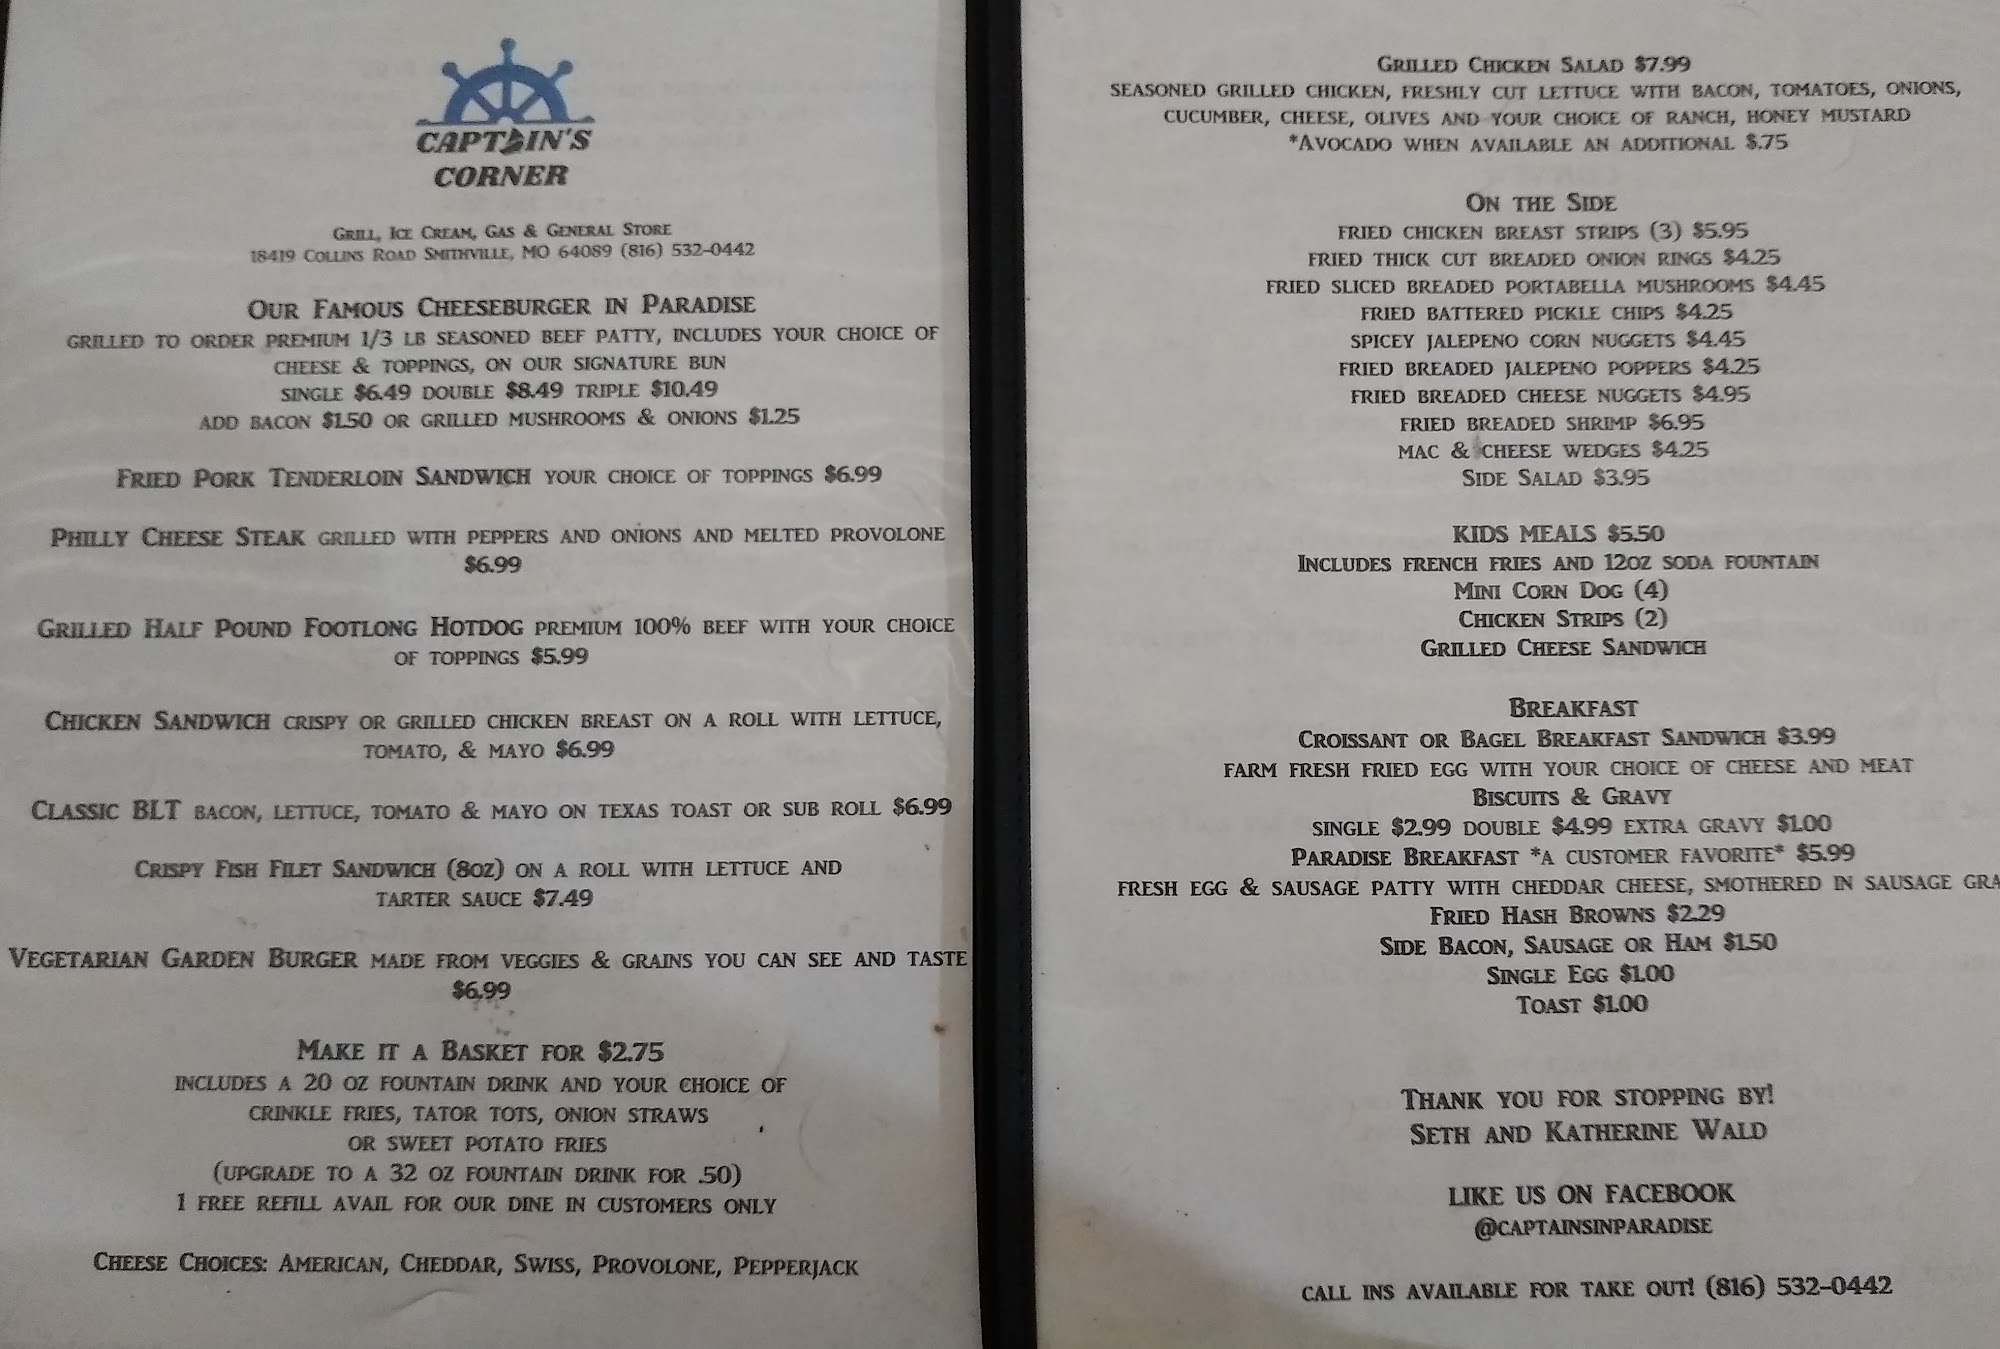 CAPTAIN'S
CORNER
Grill, Ice Cream, Gas & General Store
18419 Collins Road Smithville, MO 64089 (816) 532-0442
Our Famous Cheeseburger in Paradise
grilled to order premium 1/3 lb seasoned beef patty, includes your choice of
cheese & toppings, on our signature bun
single $6.49 double $8.49 triple $10.49
add bacon $1.50 or grilled mushrooms & onions $1.25
Fried Pork Tenderloin Sandwich your choice of toppings $6.99
Philly Cheese Steak grilled with peppers and onions and melted provolone
$6.99
Grilled Half Pound Footlong Hotdog premium 100% beef with your choice
of toppings $5.99
Chicken Sandwich crispy or grilled chicken breast on a roll with lettuce,
tomato, & mayo $6.99
Classic BLT bacon, lettuce, tomato & mayo on texas toast or sub roll $6.99
Crispy Fish Filet Sandwich (8oz) on a roll with lettuce and
tarter sauce $7.49
Vegetarian Garden Burger made from veggies & grains you can see and taste
$6.99
Make it a Basket for $2.75
includes a 20 oz fountain drink and your choice of
crinkle fries, tator tots, onion straws
or sweet potato fries
(upgrade to a 32 oz fountain drink for .50)
1 free refill avail for our dine in customers only
Cheese Choices: American, Cheddar, Swiss, Provolone, Pepperjack
Grilled Chicken Salad $7.99
seasoned grilled chicken, freshly cut lettuce with bacon, tomatoes, onions,
cucumber, cheese, olives and your choice of ranch, honey mustard
*Avocado when available an additional $.75
On the Side
fried chicken breast strips (3) $5.95
fried thick cut breaded onion rings $4.25
fried sliced breaded portabella mushrooms $4.45
fried battered pickle chips $4.25
spicey jalepeno corn nuggets $4.45
fried breaded jalepeno poppers $4.25
fried breaded cheese nuggets $4.95
fried breaded shrimp $6.95
mac & cheese wedges $4.25
Side Salad $3.95
KIDS MEALS $5.50
Includes french fries and 12oz soda fountain
Mini Corn Dog (4)
Chicken Strips (2)
Grilled Cheese Sandwich
Breakfast
Croissant or Bagel Breakfast Sandwich $3.99
farm fresh fried egg with your choice of cheese and meat
Biscuits & Gravy
single $2.99 double $4.99 extra gravy $1.00
Paradise Breakfast *a customer favorite* $5.99
fresh egg & sausage patty with cheddar cheese, smothered in sausage gra
Fried Hash Browns $2.29
Side Bacon, Sausage or Ham $1.50
Single Egg $1.00
Toast $1.00
Thank you for stopping by!
Seth and Katherine Wald
LIKE US ON FACEBOOK
@captainsinparadise
call ins available for take out! (816) 532-0442